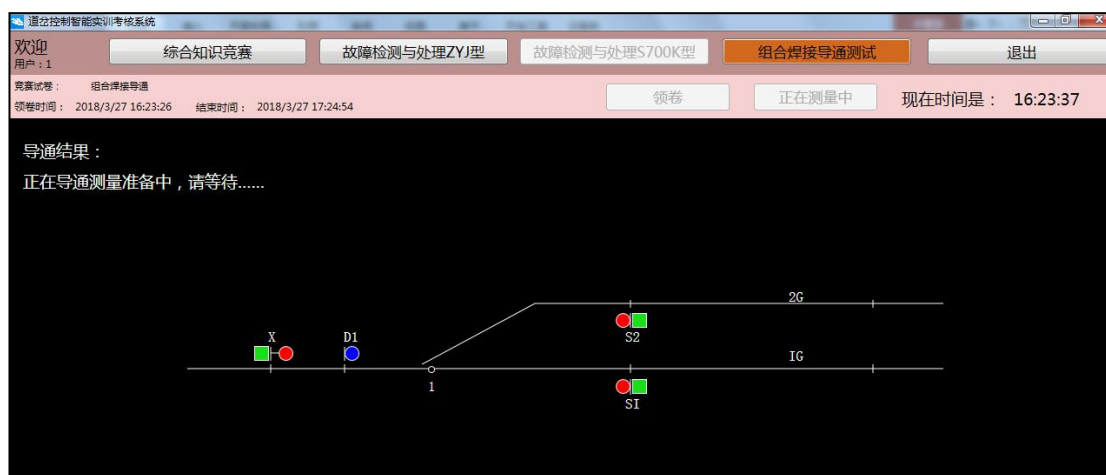 道岔控制智能实训考核系统
欢迎
用户：1
综合知识竞赛
故障检测与处理ZYJ型
故障检测与处理S700K型
组合焊接导通测试
退出
竞赛试卷： 组合焊接导通
领卷时间： 2018/3/27 16:23:26 结束时间： 2018/3/27 17:24:54
领卷
正在测量中
现在时间是： 16:23:37
导通结果：
正在导通测量准备中，请等待......
2G
S2
X
D1
IG
1
SI